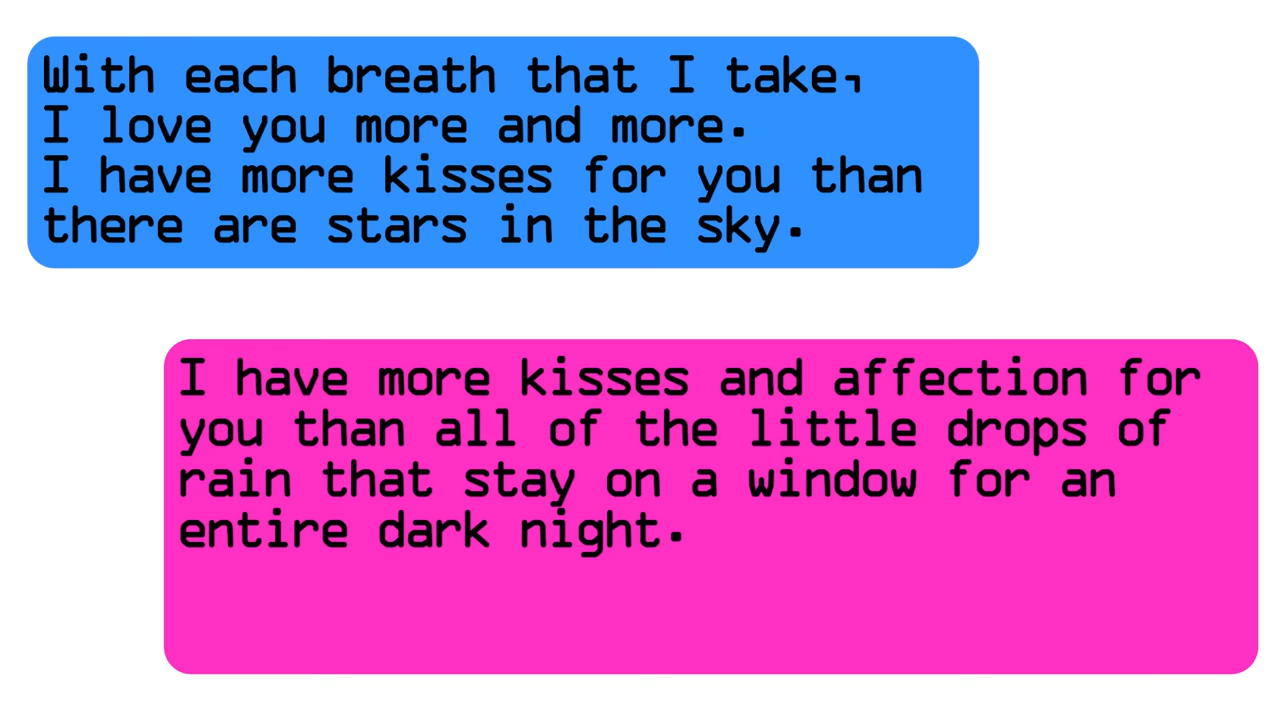 With each breath that I take,
I love you more and more.
I have more kisses for you than
there are stars in the sky.
I have more kisses and affection for
you than all of the little drops of
rain that stay on a window for an
entire dark night.